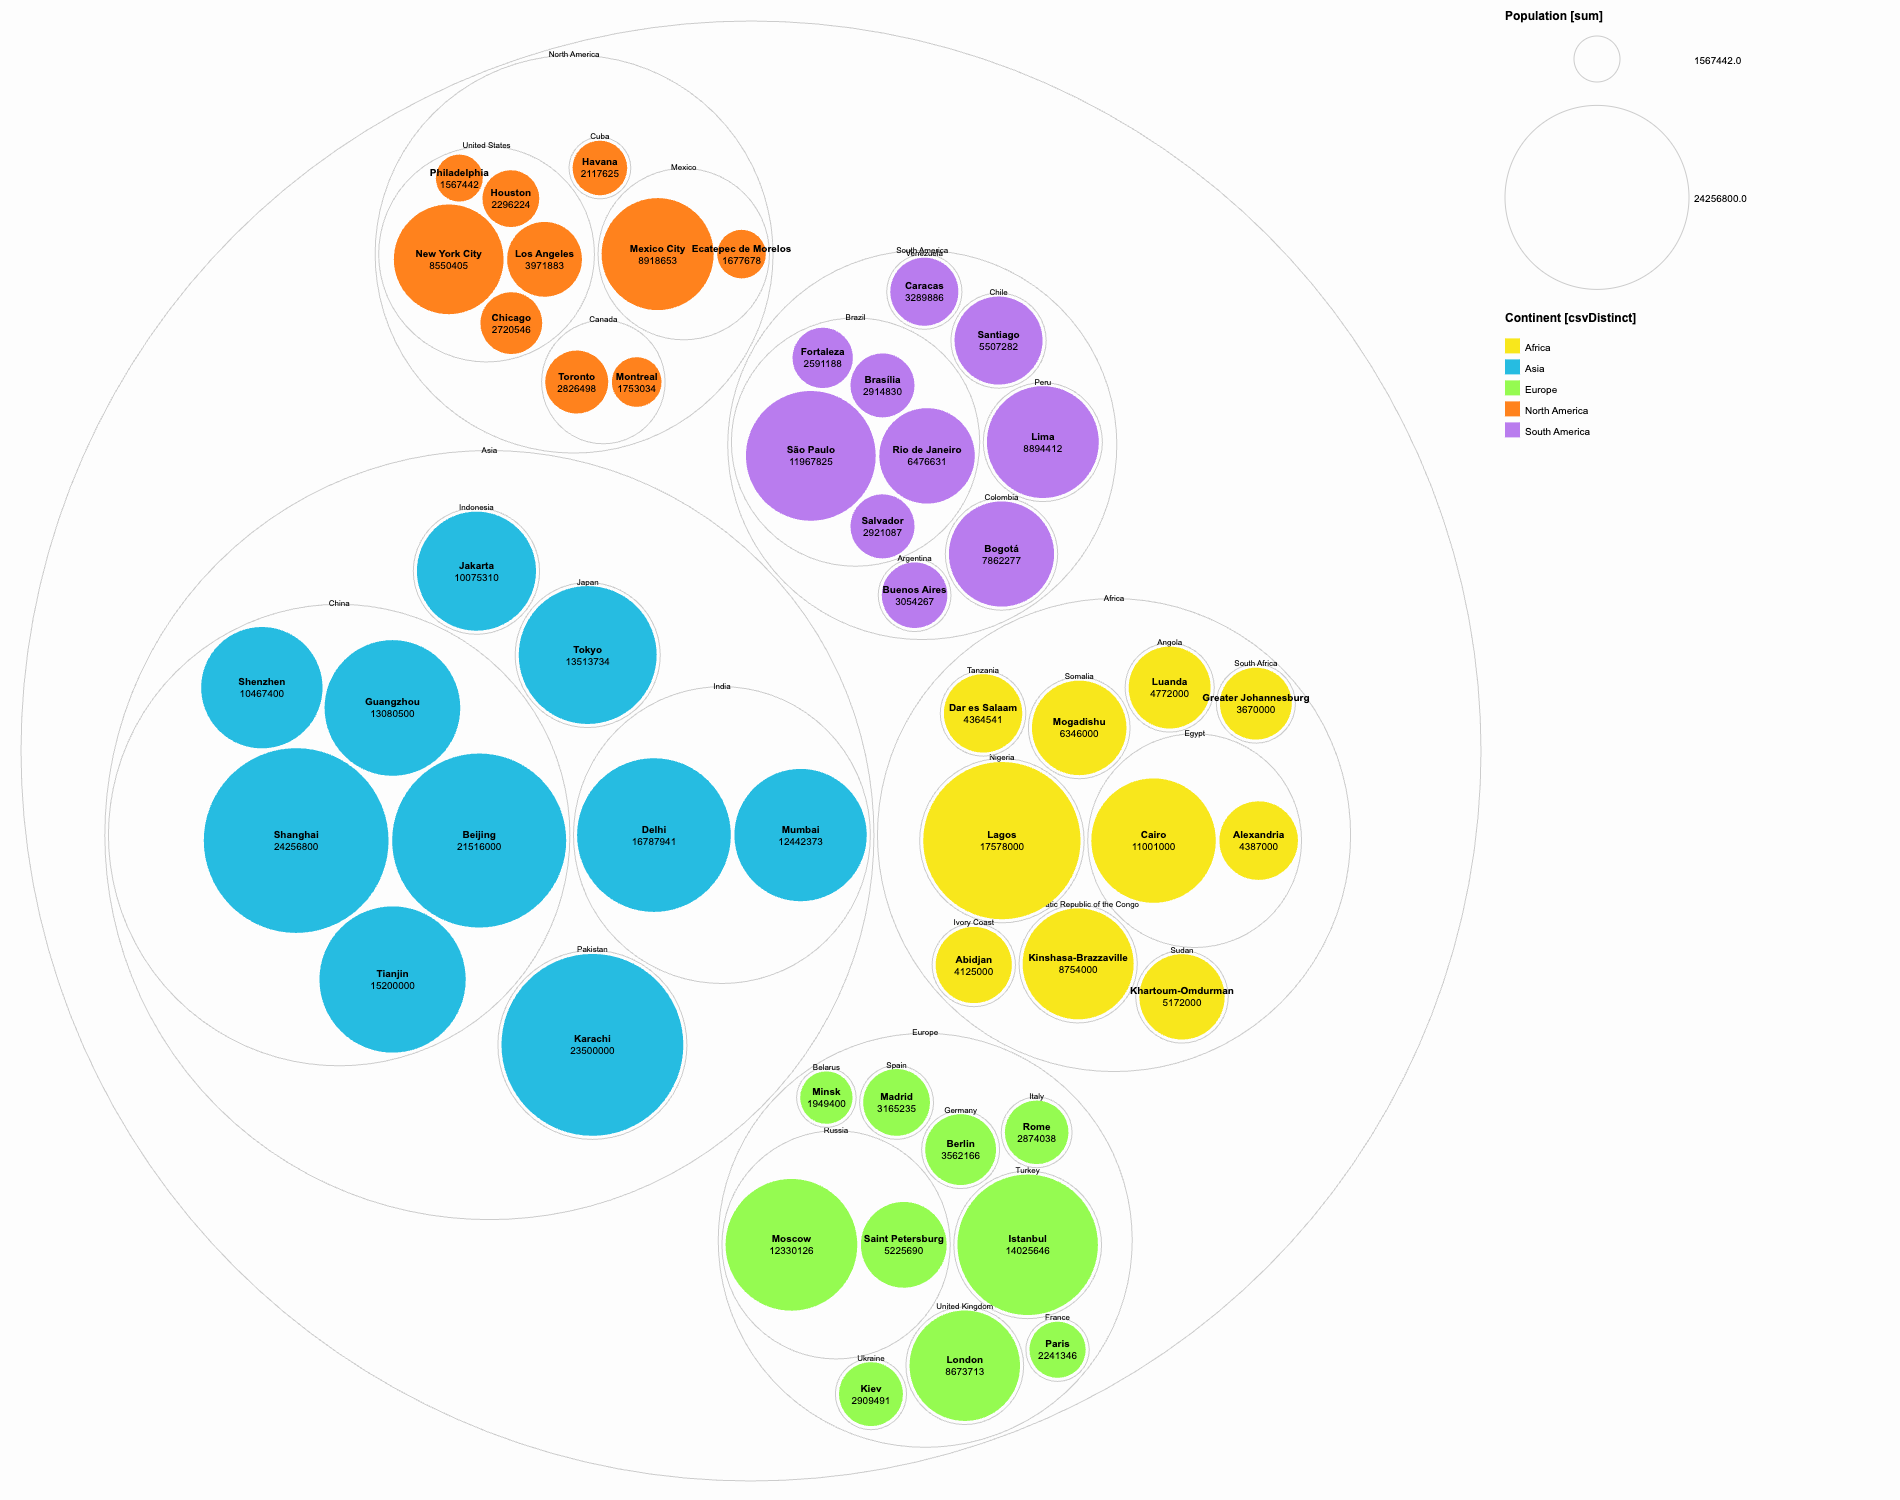 Population [sum]
1567442.0
24256800.0
Continent [csvDistinct]
Africa
Asia
Europe
North America
South America
North America
United States
Philadelphia
1567442
Houston
2296224
New York City
8550405
Los Angeles
3971883
Chicago
2720546
Cuba
Havana
2117625
Mexico
Mexico City
8918653
Ecatepec de Morelos
1677678
Canada
Toronto
2826498
Montreal
1753034
South America
Venezuela
Caracas
3289886
Chile
Santiago
5507282
Brazil
Fortaleza
2591188
Brasília
2914830
São Paulo
11967825
Rio de Janeiro
6476631
Salvador
2921087
Peru
Lima
8894412
Colombia
Bogotá
7862277
Argentina
Buenos Aires
3054267
Asia
Indonesia
Jakarta
10075310
Japan
Tokyo
13513734
China
Shenzhen
10467400
Guangzhou
13080500
Shanghai
24256800
Beijing
21516000
Tianjin
15200000
India
Delhi
16787941
Mumbai
12442373
Pakistan
Karachi
23500000
Africa
Tanzania
Dar es Salaam
4364541
Somalia
Mogadishu
6346000
Angola
Luanda
4772000
South Africa
Greater Johannesburg
3670000
Nigeria
Lagos
17578000
Egypt
Cairo
11001000
Alexandria
4387000
Ivory Coast
Abidjan
4125000
Republic of the Congo
Kinshasa-Brazzaville
8754000
Sudan
Khartoum-Omdurman
5172000
Europe
Belarus
Minsk
1949400
Spain
Madrid
3165235
Germany
Berlin
3562166
Italy
Rome
2874038
Russia
Moscow
12330126
Saint Petersburg
5225690
Turkey
Istanbul
14025646
United Kingdom
London
8673713
France
Paris
2241346
Ukraine
Kiev
2909491